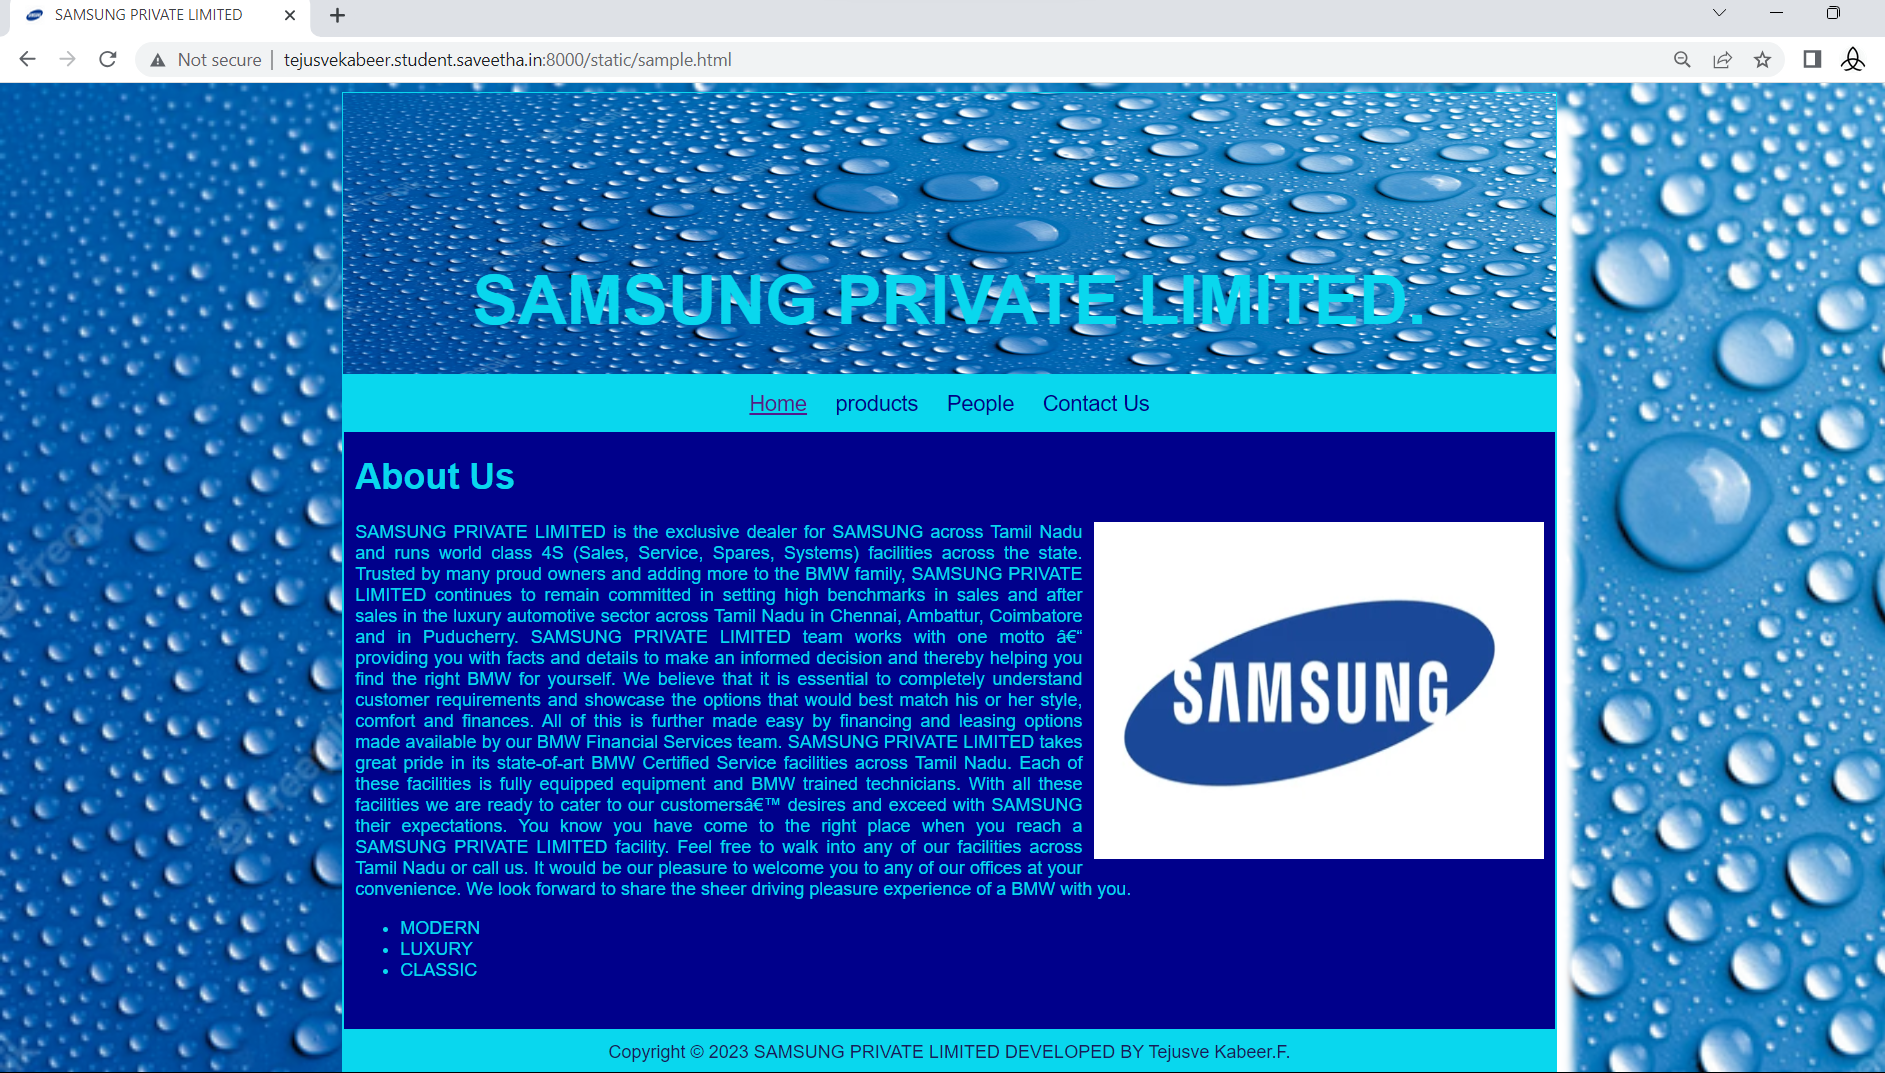 SAMSUNG PRIVATE LIMITED
Not secure | tejusvekabeer.student.saveetha.in:8000/static/sample.html
SAMSUNG PRIVATE LIMITED.
Home products People Contact Us
About Us
SAMSUNG PRIVATE LIMITED is the exclusive dealer for SAMSUNG across Tamil Nadu
and runs world class 4S (Sales, Service, Spares, Systems) facilities across the state.
Trusted by many proud owners and adding more to the BMW family, SAMSUNG PRIVATE
LIMITED continues to remain committed in setting high benchmarks in sales and after
sales in the luxury automotive sector across Tamil Nadu in Chennai, Ambattur, Coimbatore
and in Puducherry. SAMSUNG PRIVATE LIMITED team works with one motto â€“
providing you with facts and details to make an informed decision and thereby helping you
find the right BMW for yourself. We believe that it is essential to completely understand
customer requirements and showcase the options that would best match his or her style,
comfort and finances. All of this is further made easy by financing and leasing options
made available by our BMW Financial Services team. SAMSUNG PRIVATE LIMITED takes
great pride in its state-of-art BMW Certified Service facilities across Tamil Nadu. Each of
these facilities is fully equipped equipment and BMW trained technicians. With all these
facilities we are ready to cater to our customersâ€™ desires and exceed with SAMSUNG
their expectations. You know you have come to the right place when you reach a
SAMSUNG PRIVATE LIMITED facility. Feel free to walk into any of our facilities across
Tamil Nadu or call us. It would be our pleasure to welcome you to any of our offices at your
convenience. We look forward to share the sheer driving pleasure experience of a BMW with you.
SAMSUNG
• MODERN
• LUXURY
• CLASSIC
Copyright © 2023 SAMSUNG PRIVATE LIMITED DEVELOPED BY Tejusve Kabeer.F.
freepik